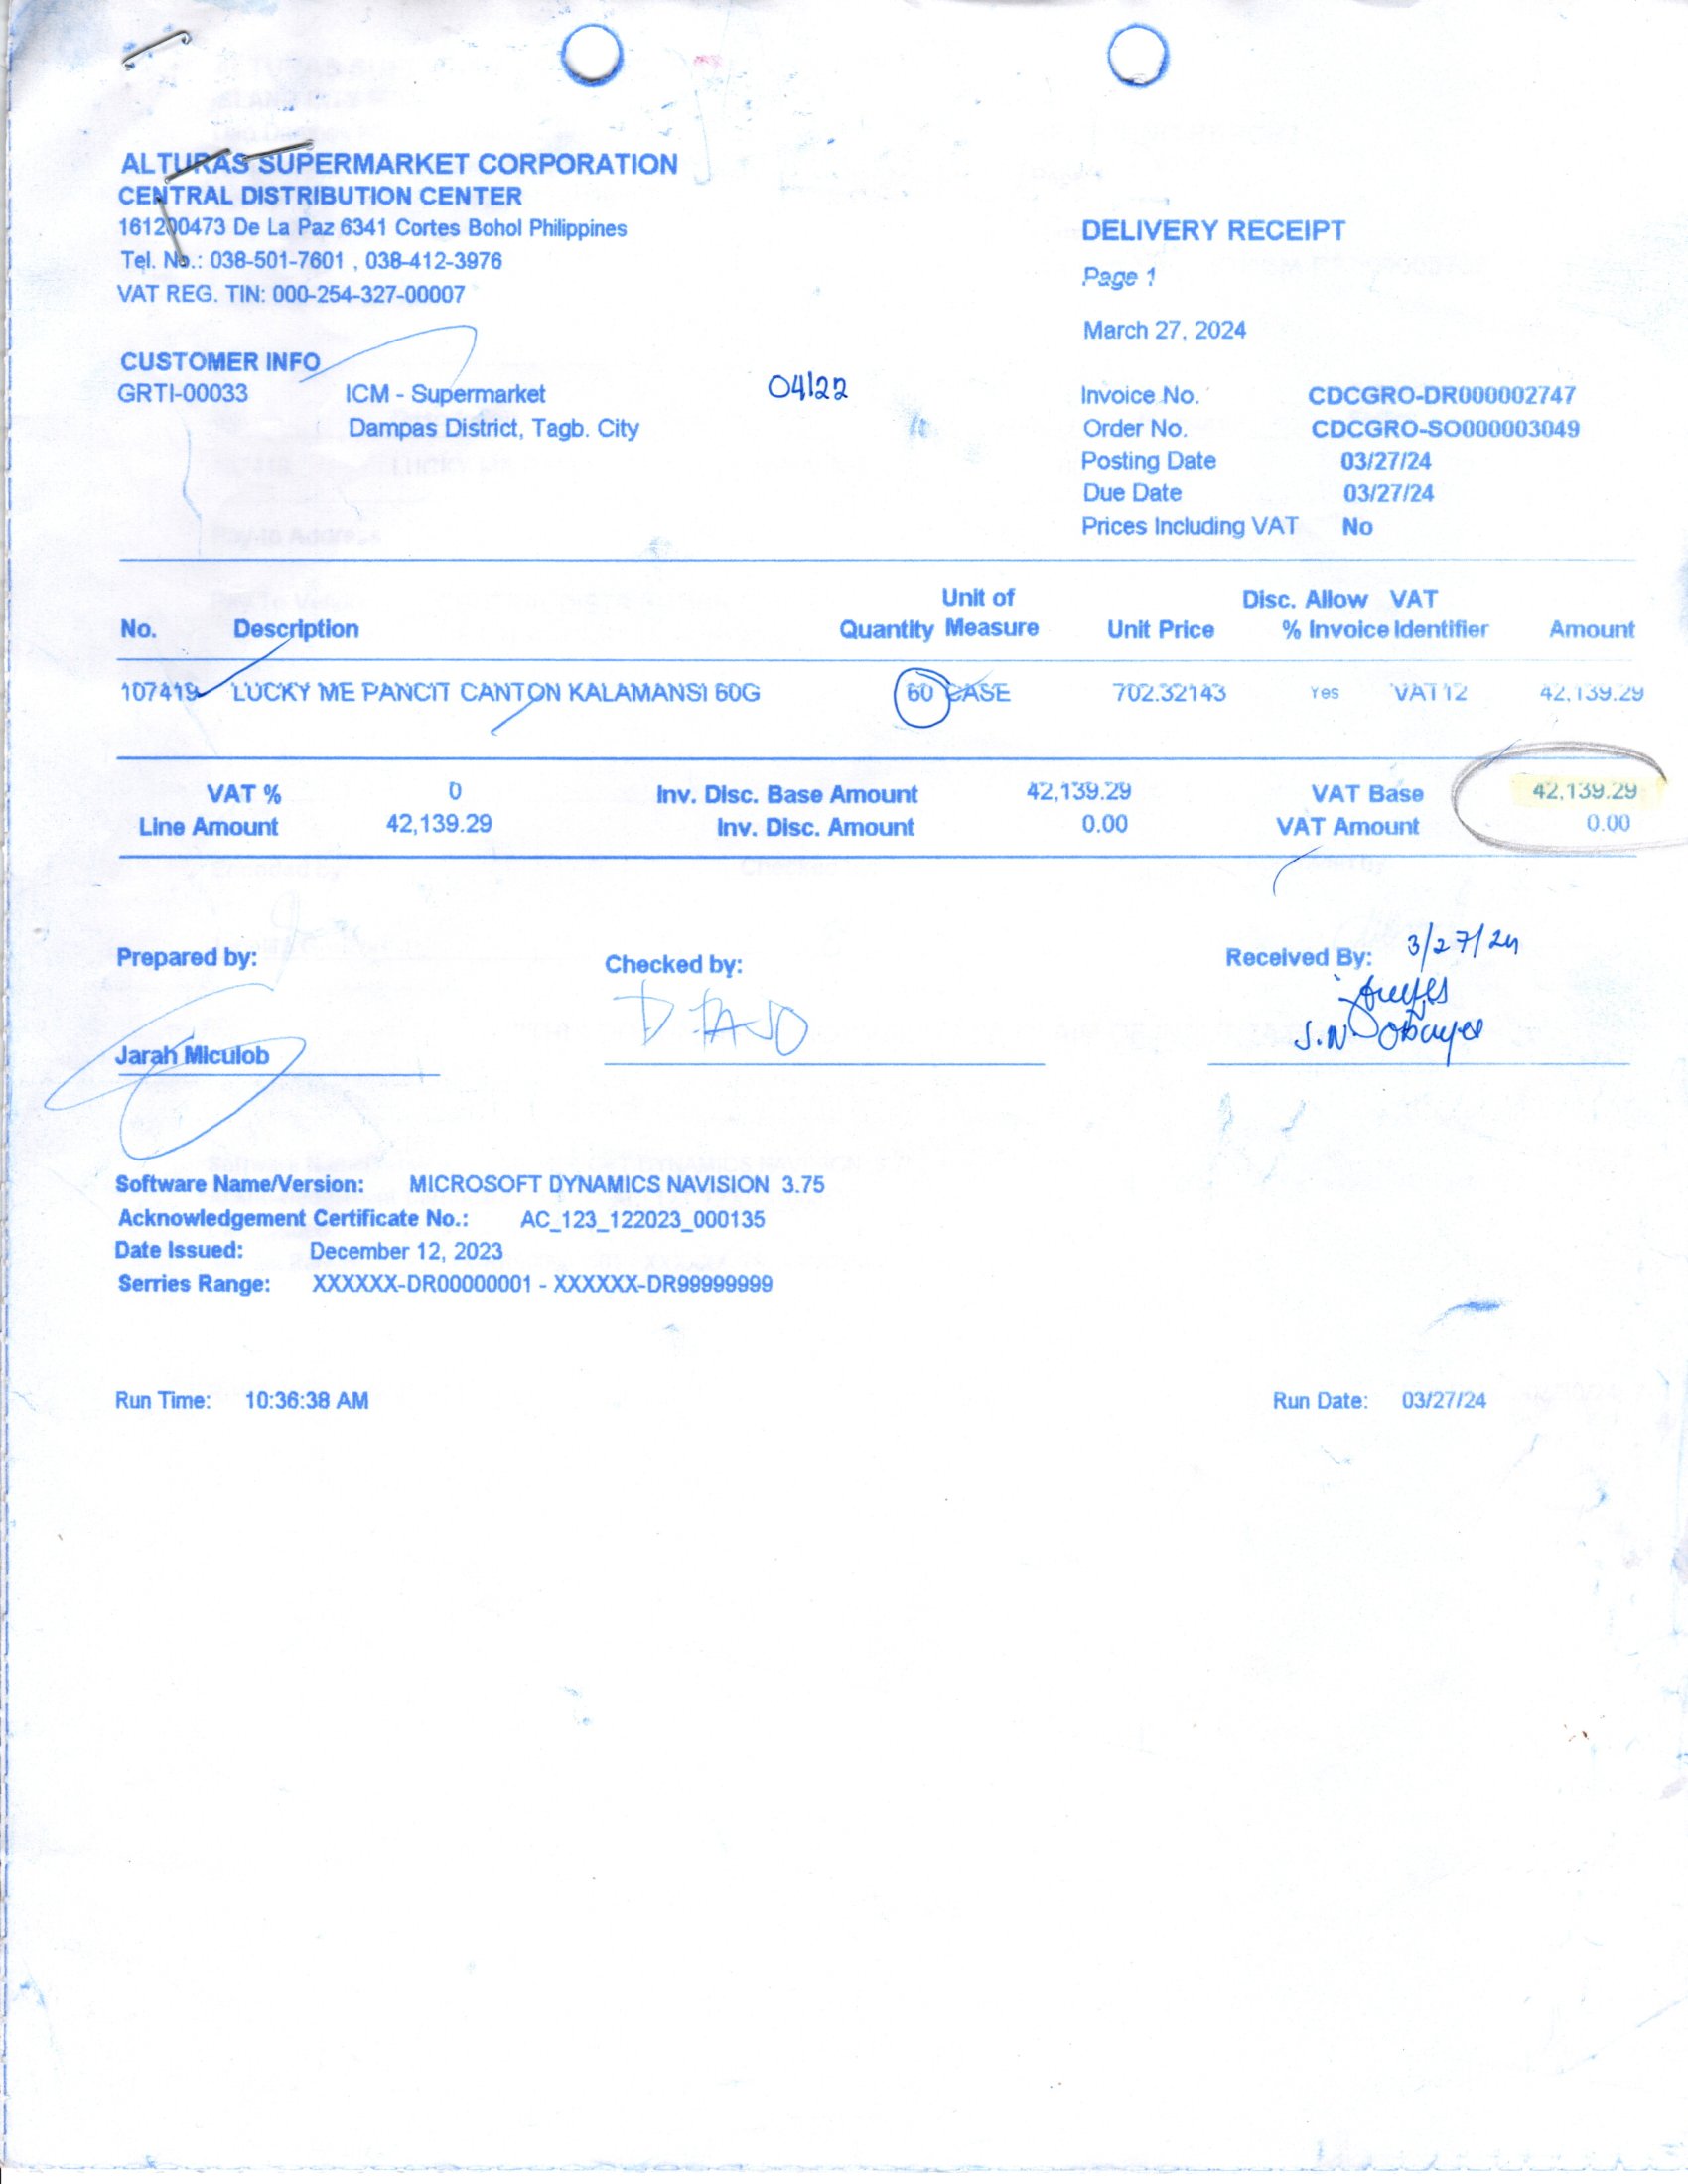 ALTURAS SUPERMARKET CORPORATION
CENTRAL DISTRIBUTION CENTER
161200473 De La Paz 6341 Cortes Bohol Philippines
Tel. No.: 038-501-7601 , 038-412-3976
VAT REG. TIN: 000-254-327-00007
DELIVERY RECEIPT
Page 1
March 27, 2024
CUSTOMER INFO
GRTI-00033 ICM - Supermarket
Dampas District, Tagb. City
04/22
Invoice No. CDCGRO-DR000002747
Order No. CDCGRO-SO000003049
Posting Date 03/27/24
Due Date 03/27/24
Prices Including VAT No
Unit of Disc. Allow VAT
No. Description Quantity Measure Unit Price % Invoice Identifier Amount
107419 LUCKY ME PANCIT CANTON KALAMANSI 60G 60 CASE 702.32143 Yes VAT12 42,139.29
VAT % 0 Inv. Disc. Base Amount 42,139.29 VAT Base 42,139.29
Line Amount 42,139.29 Inv. Disc. Amount 0.00 VAT Amount 0.00
Prepared by: Checked by: Received By: 3/27/24
Jarah Miculob
Software Name/Version: MICROSOFT DYNAMICS NAVISION 3.75
Acknowledgement Certificate No.: AC_123_122023_000135
Date Issued: December 12, 2023
Serries Range: XXXXXX-DR00000001 - XXXXXX-DR99999999
Run Time: 10:36:38 AM Run Date: 03/27/24